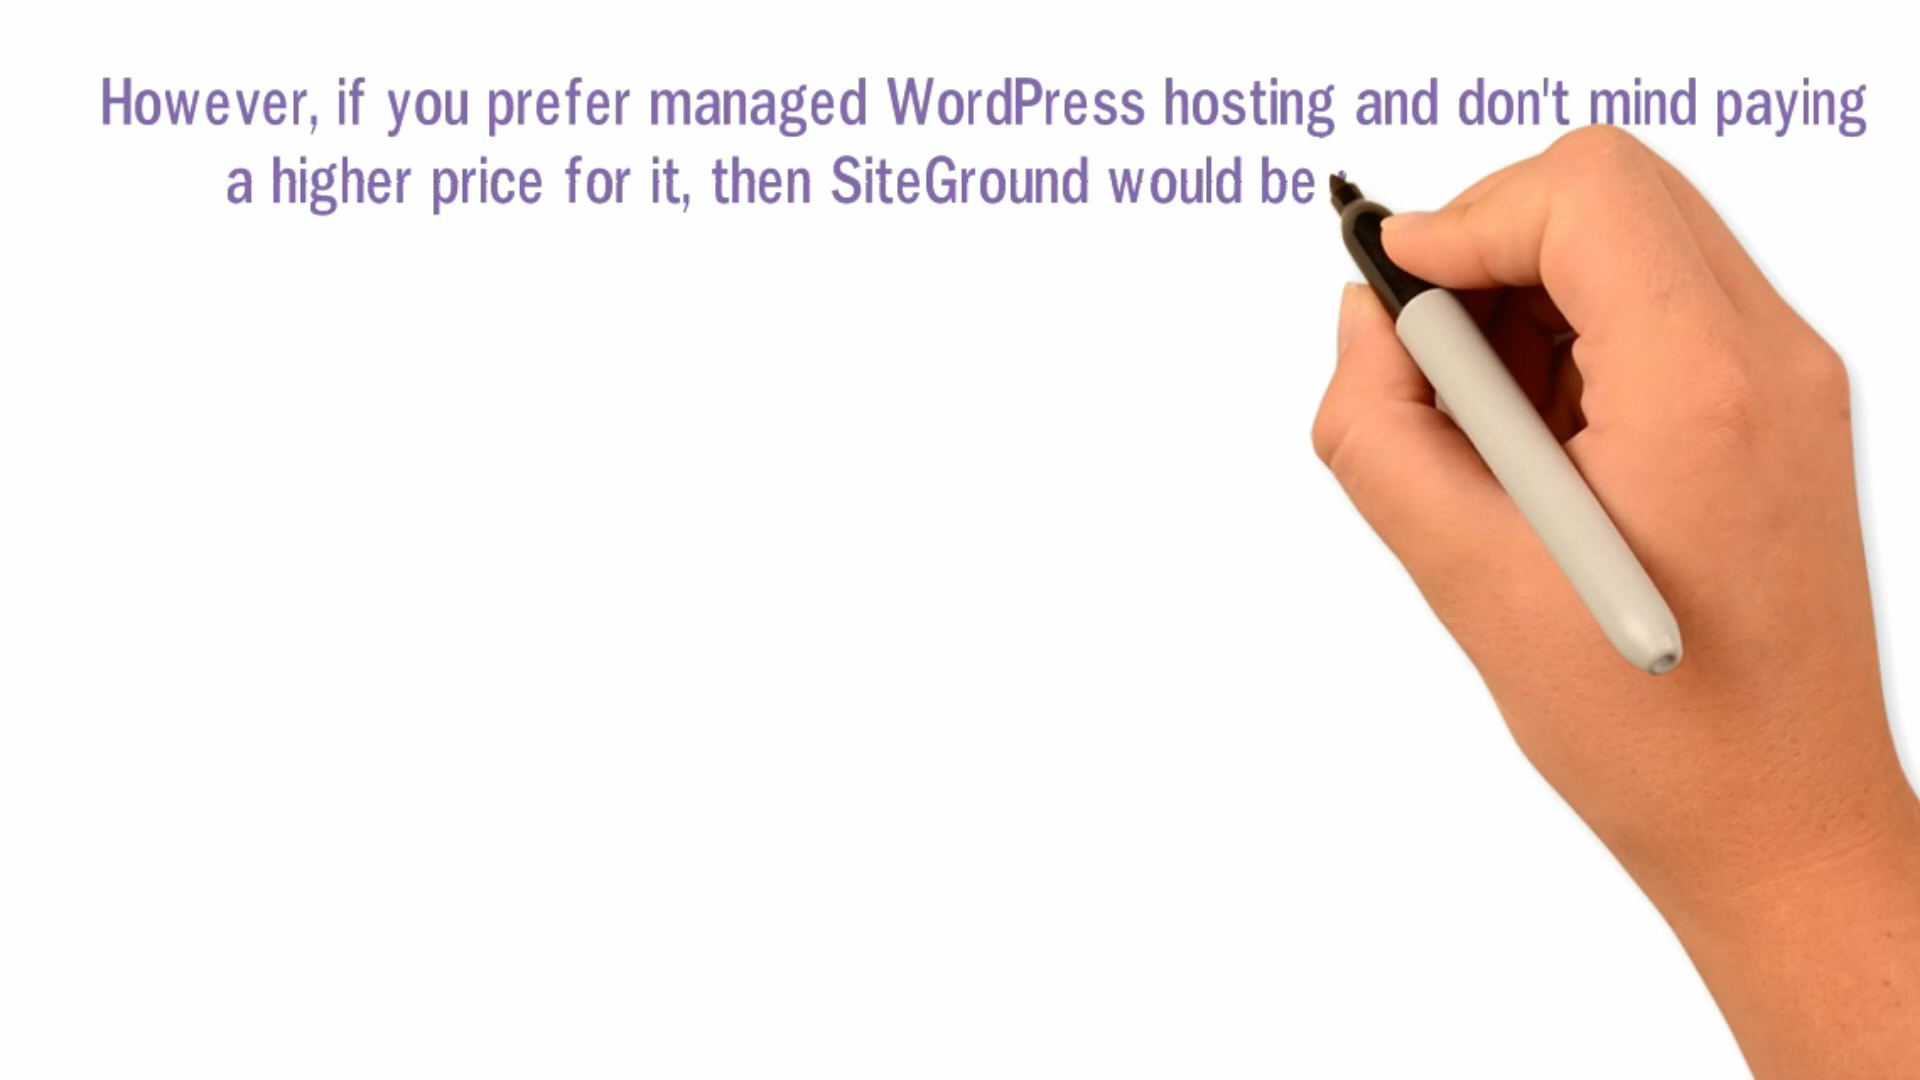 However, if you prefer managed WordPress hosting and don't mind paying
a higher price for it, then SiteGround would be